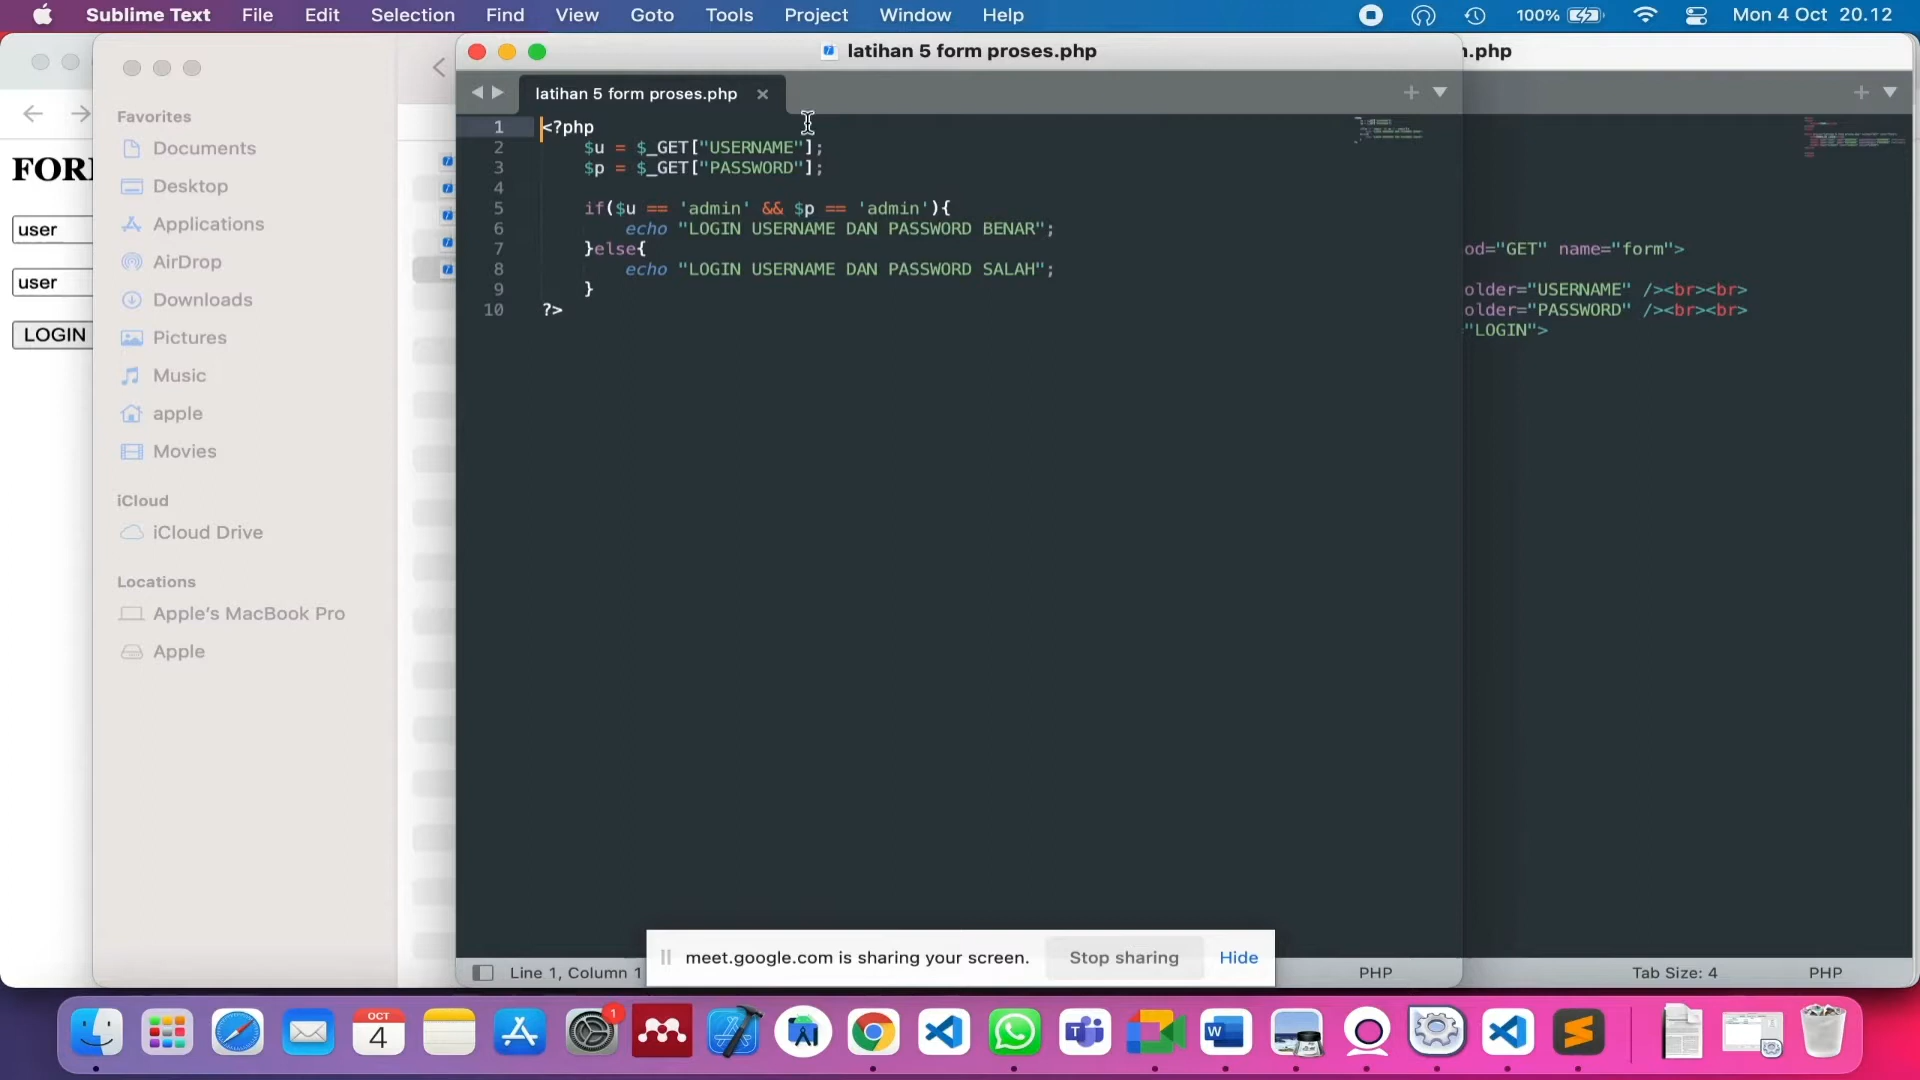 Sublime Text File Edit Selection Find View Goto Tools Project Window Help 100% Mon 4 Oct 20.12
latihan 5 form proses.php
.php
latihan 5 form proses.php
FOR
user
user
LOGIN
Favorites
Documents
Desktop
Applications
AirDrop
Downloads
Pictures
Music
apple
Movies
iCloud
iCloud Drive
Locations
Apple's MacBook Pro
Apple
1 <?php
2 $u = $_GET["USERNAME"];
3 $p = $_GET["PASSWORD"];
4
5 if($u == 'admin' && $p == 'admin'){
6 echo "LOGIN USERNAME DAN PASSWORD BENAR";
7 }else{
8 echo "LOGIN USERNAME DAN PASSWORD SALAH";
9 }
10 ?>
od="GET" name="form">
older="USERNAME" /><br><br>
older="PASSWORD" /><br><br>
"LOGIN">
meet.google.com is sharing your screen. Stop sharing Hide
Line 1, Column 1 PHP Tab Size: 4 PHP
OCT
4
1
W